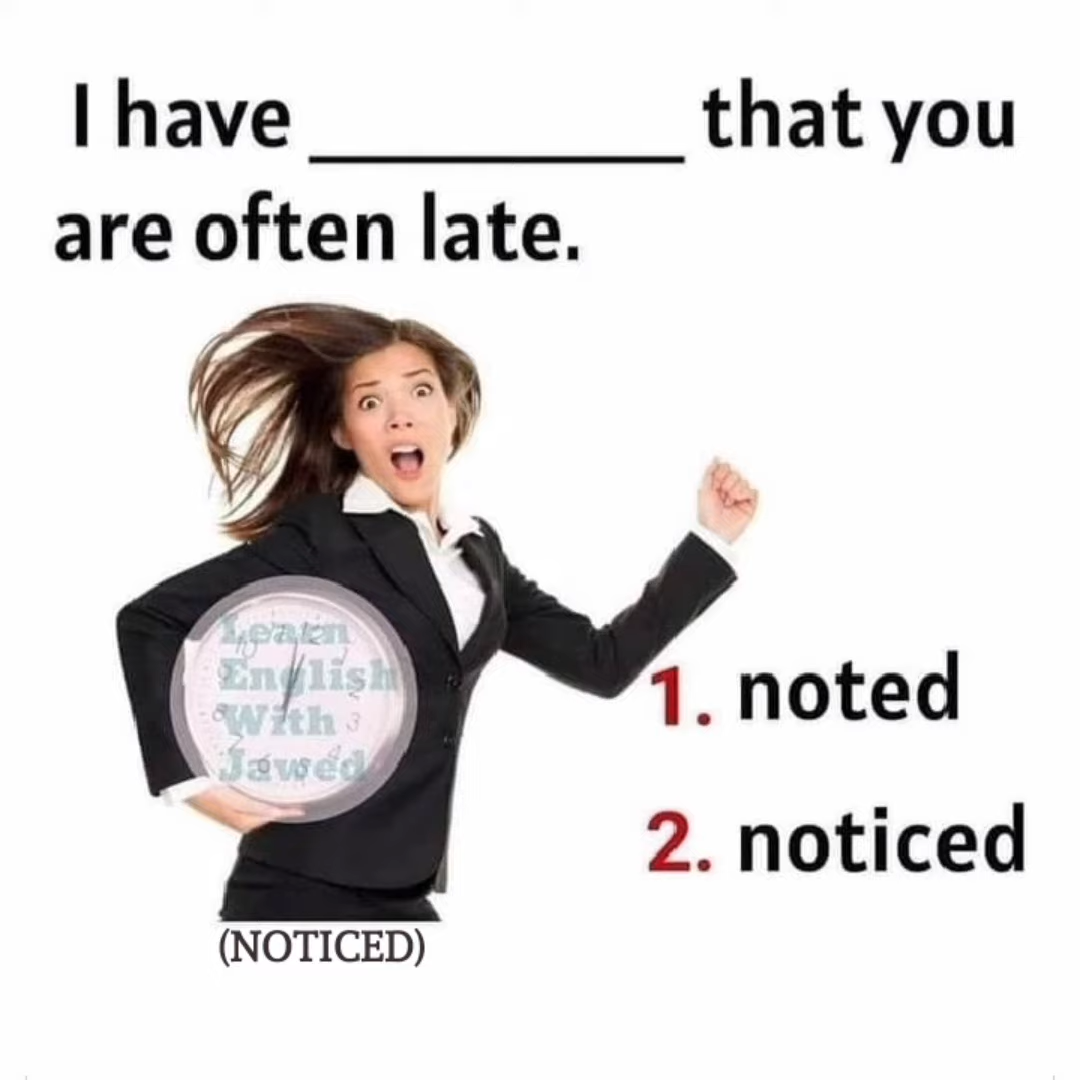 I have __________ that you
are often late.
Learn
English
With
Jawed
1. noted
2. noticed
(NOTICED)